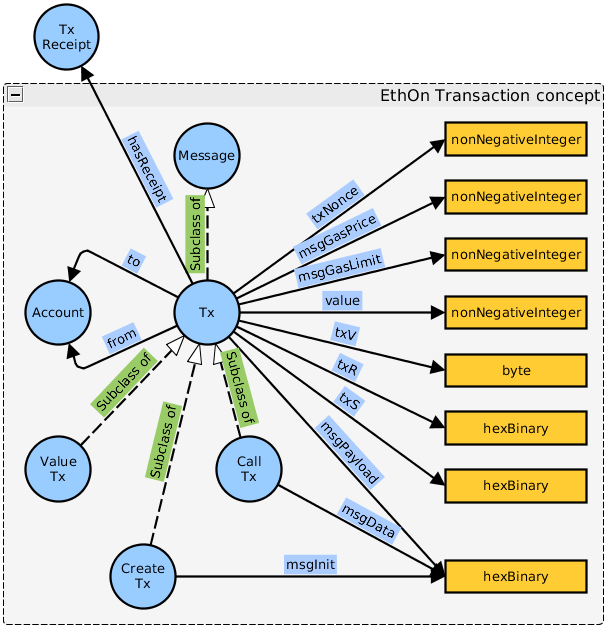 Tx
Receipt
EthOn Transaction concept
hasReceipt
Message
nonNegativeInteger
txNonce
nonNegativeInteger
msgGasPrice
Subclass of
nonNegativeInteger
msgGasLimit
to
Account
Tx
value
nonNegativeInteger
from
txV
byte
txR
Subclass of
Subclass of
txS
hexBinary
Subclass of
msgPayload
Value
Tx
Call
Tx
hexBinary
msgData
Create
Tx
msgInit
hexBinary